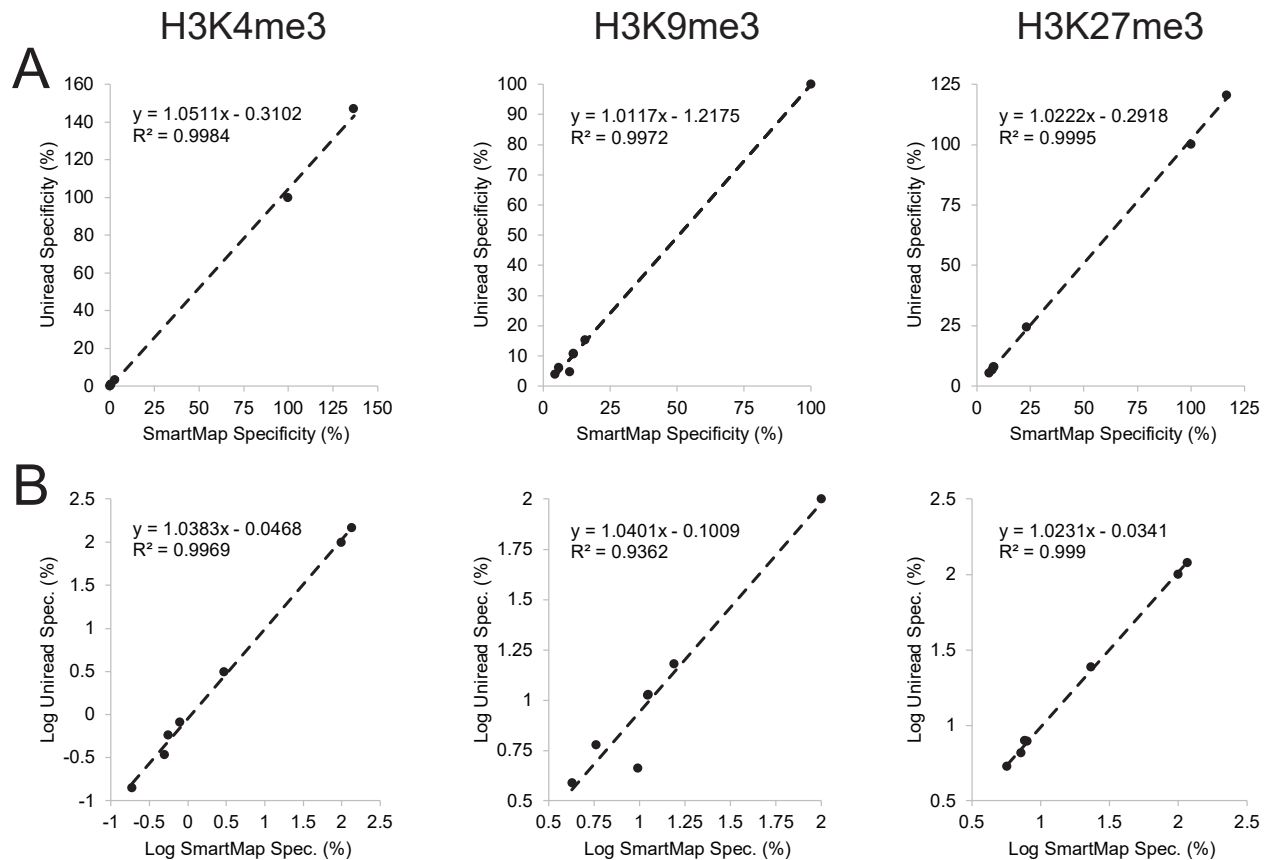 H3K4me3
H3K9me3
H3K27me3
A
160
140
120
100
80
60
40
20
0
y = 1.0511x - 0.3102
R² = 0.9984
Uniread Specificity (%)
0 25 50 75 100 125 150
SmartMap Specificity (%)
100
90
80
70
60
50
40
30
20
10
0
y = 1.0117x - 1.2175
R² = 0.9972
Uniread Specificity (%)
0 25 50 75 100
SmartMap Specificity (%)
125
100
75
50
25
0
y = 1.0222x - 0.2918
R² = 0.9995
Uniread Specificity (%)
0 25 50 75 100 125
SmartMap Specificity (%)
B
2.5
2
1.5
1
0.5
0
-0.5
-1
y = 1.0383x - 0.0468
R² = 0.9969
Log Uniread Spec. (%)
-1 -0.5 0 0.5 1 1.5 2 2.5
Log SmartMap Spec. (%)
2
1.75
1.5
1.25
1
0.75
0.5
y = 1.0401x - 0.1009
R² = 0.9362
Log Uniread Spec. (%)
0.5 0.75 1 1.25 1.5 1.75 2
Log SmartMap Spec. (%)
2.5
2
1.5
1
0.5
y = 1.0231x - 0.0341
R² = 0.999
Log Uniread Spec. (%)
0.5 1 1.5 2 2.5
Log SmartMap Spec. (%)